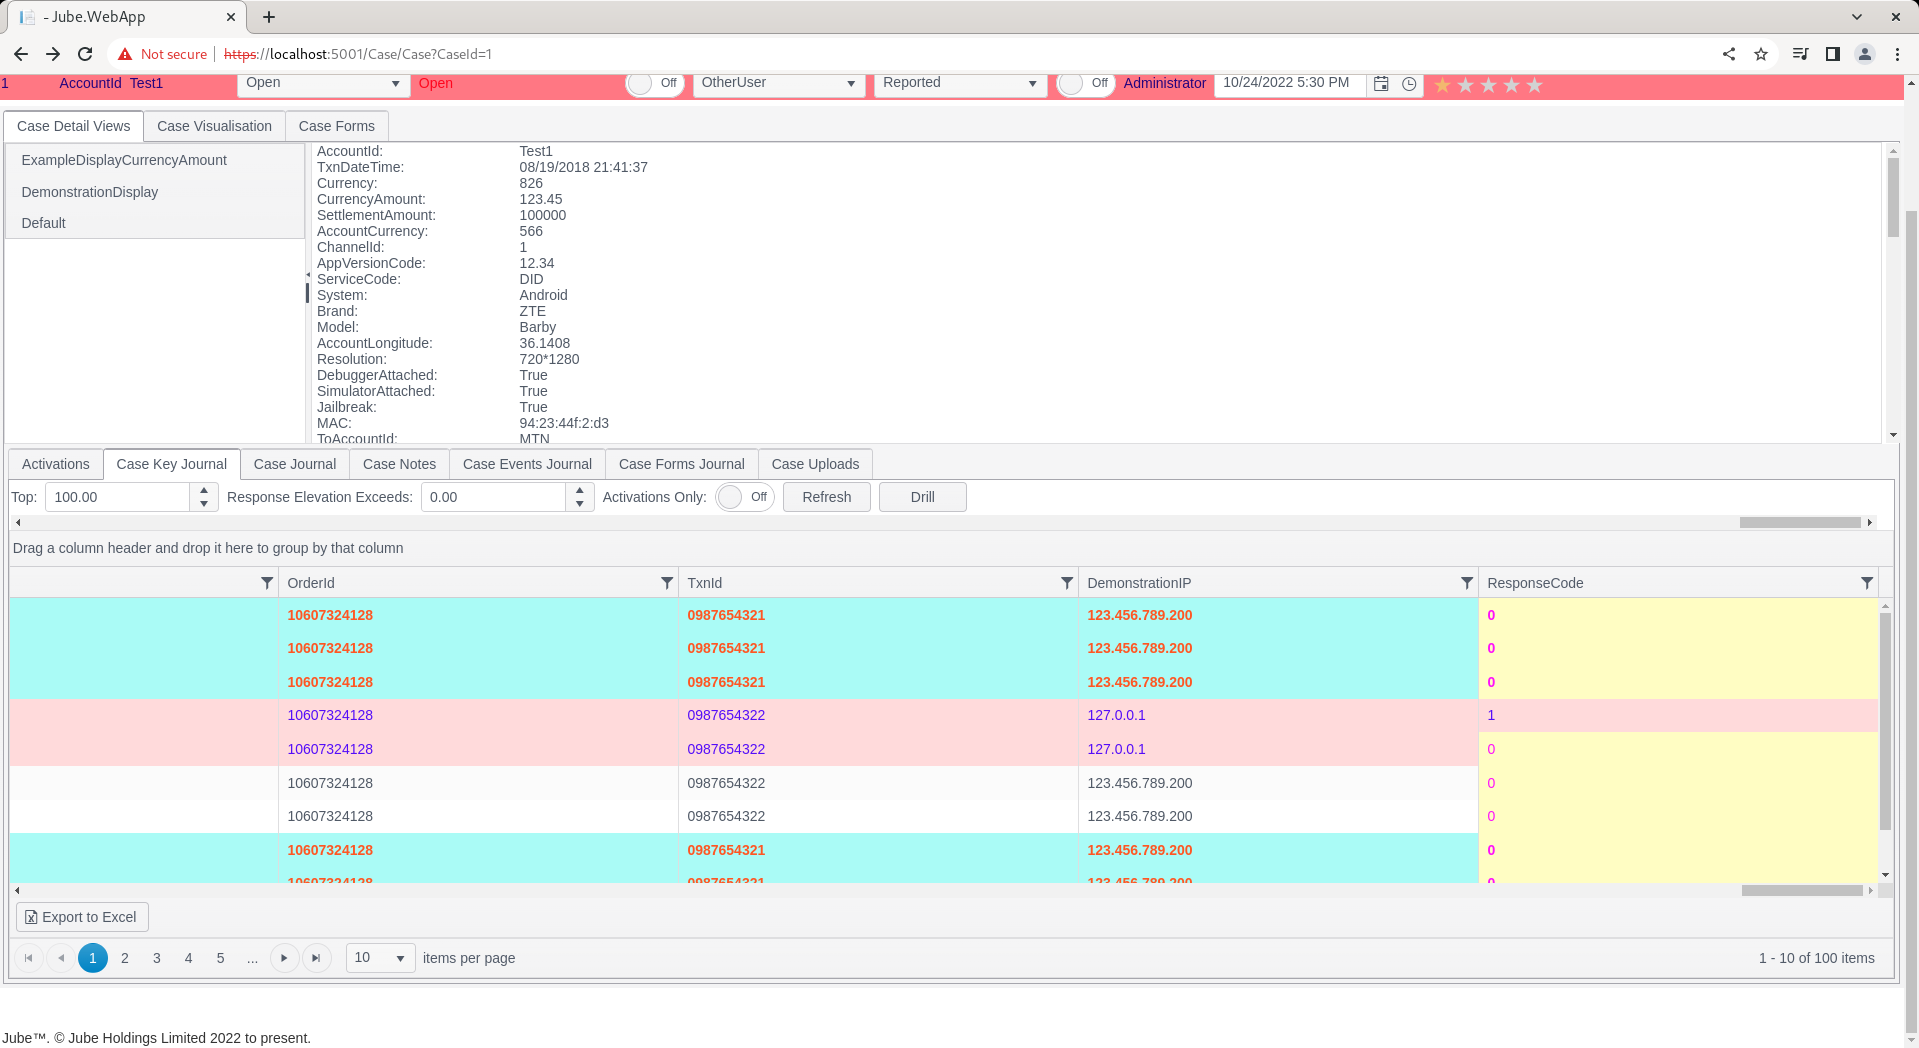 - Jube.WebApp
Not secure https://localhost:5001/Case/Case?CaseId=1
1 AccountId Test1 Open Open Off OtherUser Reported Off Administrator 10/24/2022 5:30 PM
Case Detail Views Case Visualisation Case Forms
ExampleDisplayCurrencyAmount
DemonstrationDisplay
Default
AccountId: Test1
TxnDateTime: 08/19/2018 21:41:37
Currency: 826
CurrencyAmount: 123.45
SettlementAmount: 100000
AccountCurrency: 566
ChannelId: 1
AppVersionCode: 12.34
ServiceCode: DID
System: Android
Brand: ZTE
Model: Barby
AccountLongitude: 36.1408
Resolution: 720*1280
DebuggerAttached: True
SimulatorAttached: True
Jailbreak: True
MAC: 94:23:44f:2:d3
ToAccountId: MTN
Activations Case Key Journal Case Journal Case Notes Case Events Journal Case Forms Journal Case Uploads
Top: 100.00 Response Elevation Exceeds: 0.00 Activations Only: Off Refresh Drill
Drag a column header and drop it here to group by that column
OrderId TxnId DemonstrationIP ResponseCode
10607324128 0987654321 123.456.789.200 0
10607324128 0987654321 123.456.789.200 0
10607324128 0987654321 123.456.789.200 0
10607324128 0987654322 127.0.0.1 1
10607324128 0987654322 127.0.0.1 0
10607324128 0987654322 123.456.789.200 0
10607324128 0987654322 123.456.789.200 0
10607324128 0987654321 123.456.789.200 0
10607324128 0987654321 123.456.789.200 0
Export to Excel
1 2 3 4 5 ... 10 items per page 1 - 10 of 100 items
Jube™. © Jube Holdings Limited 2022 to present.